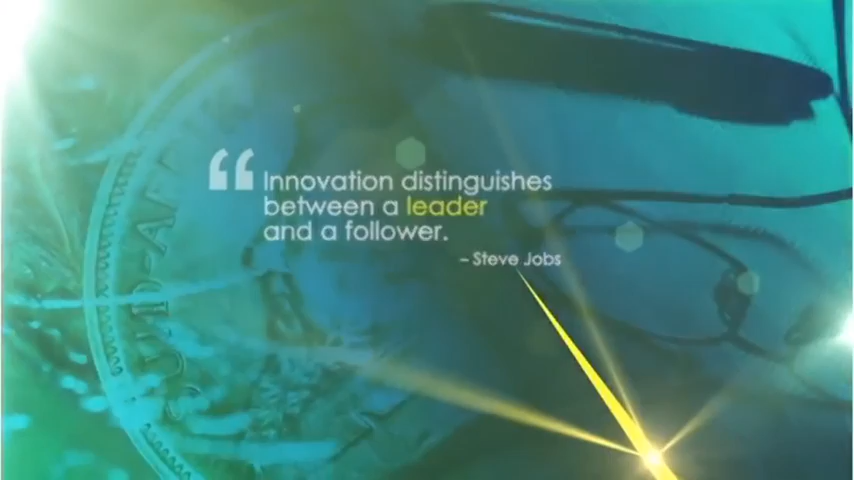 “Innovation distinguishes
between a leader
and a follower.
– Steve Jobs